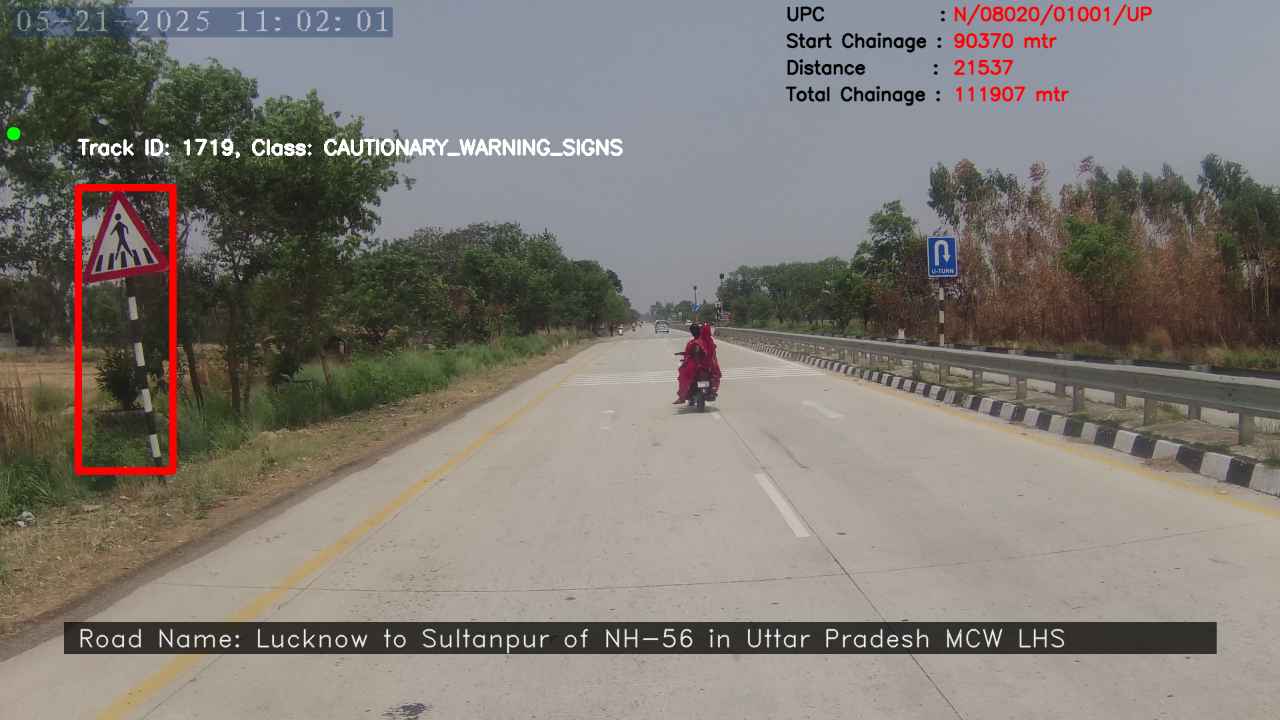 05-21-2025 11:02:01
UPC : N/08020/01001/UP
Start Chainage : 90370 mtr
Distance : 21537
Total Chainage : 111907 mtr
Track ID: 1719, Class: CAUTIONARY_WARNING_SIGNS
U-TURN
Road Name: Lucknow to Sultanpur of NH-56 in Uttar Pradesh MCW LHS